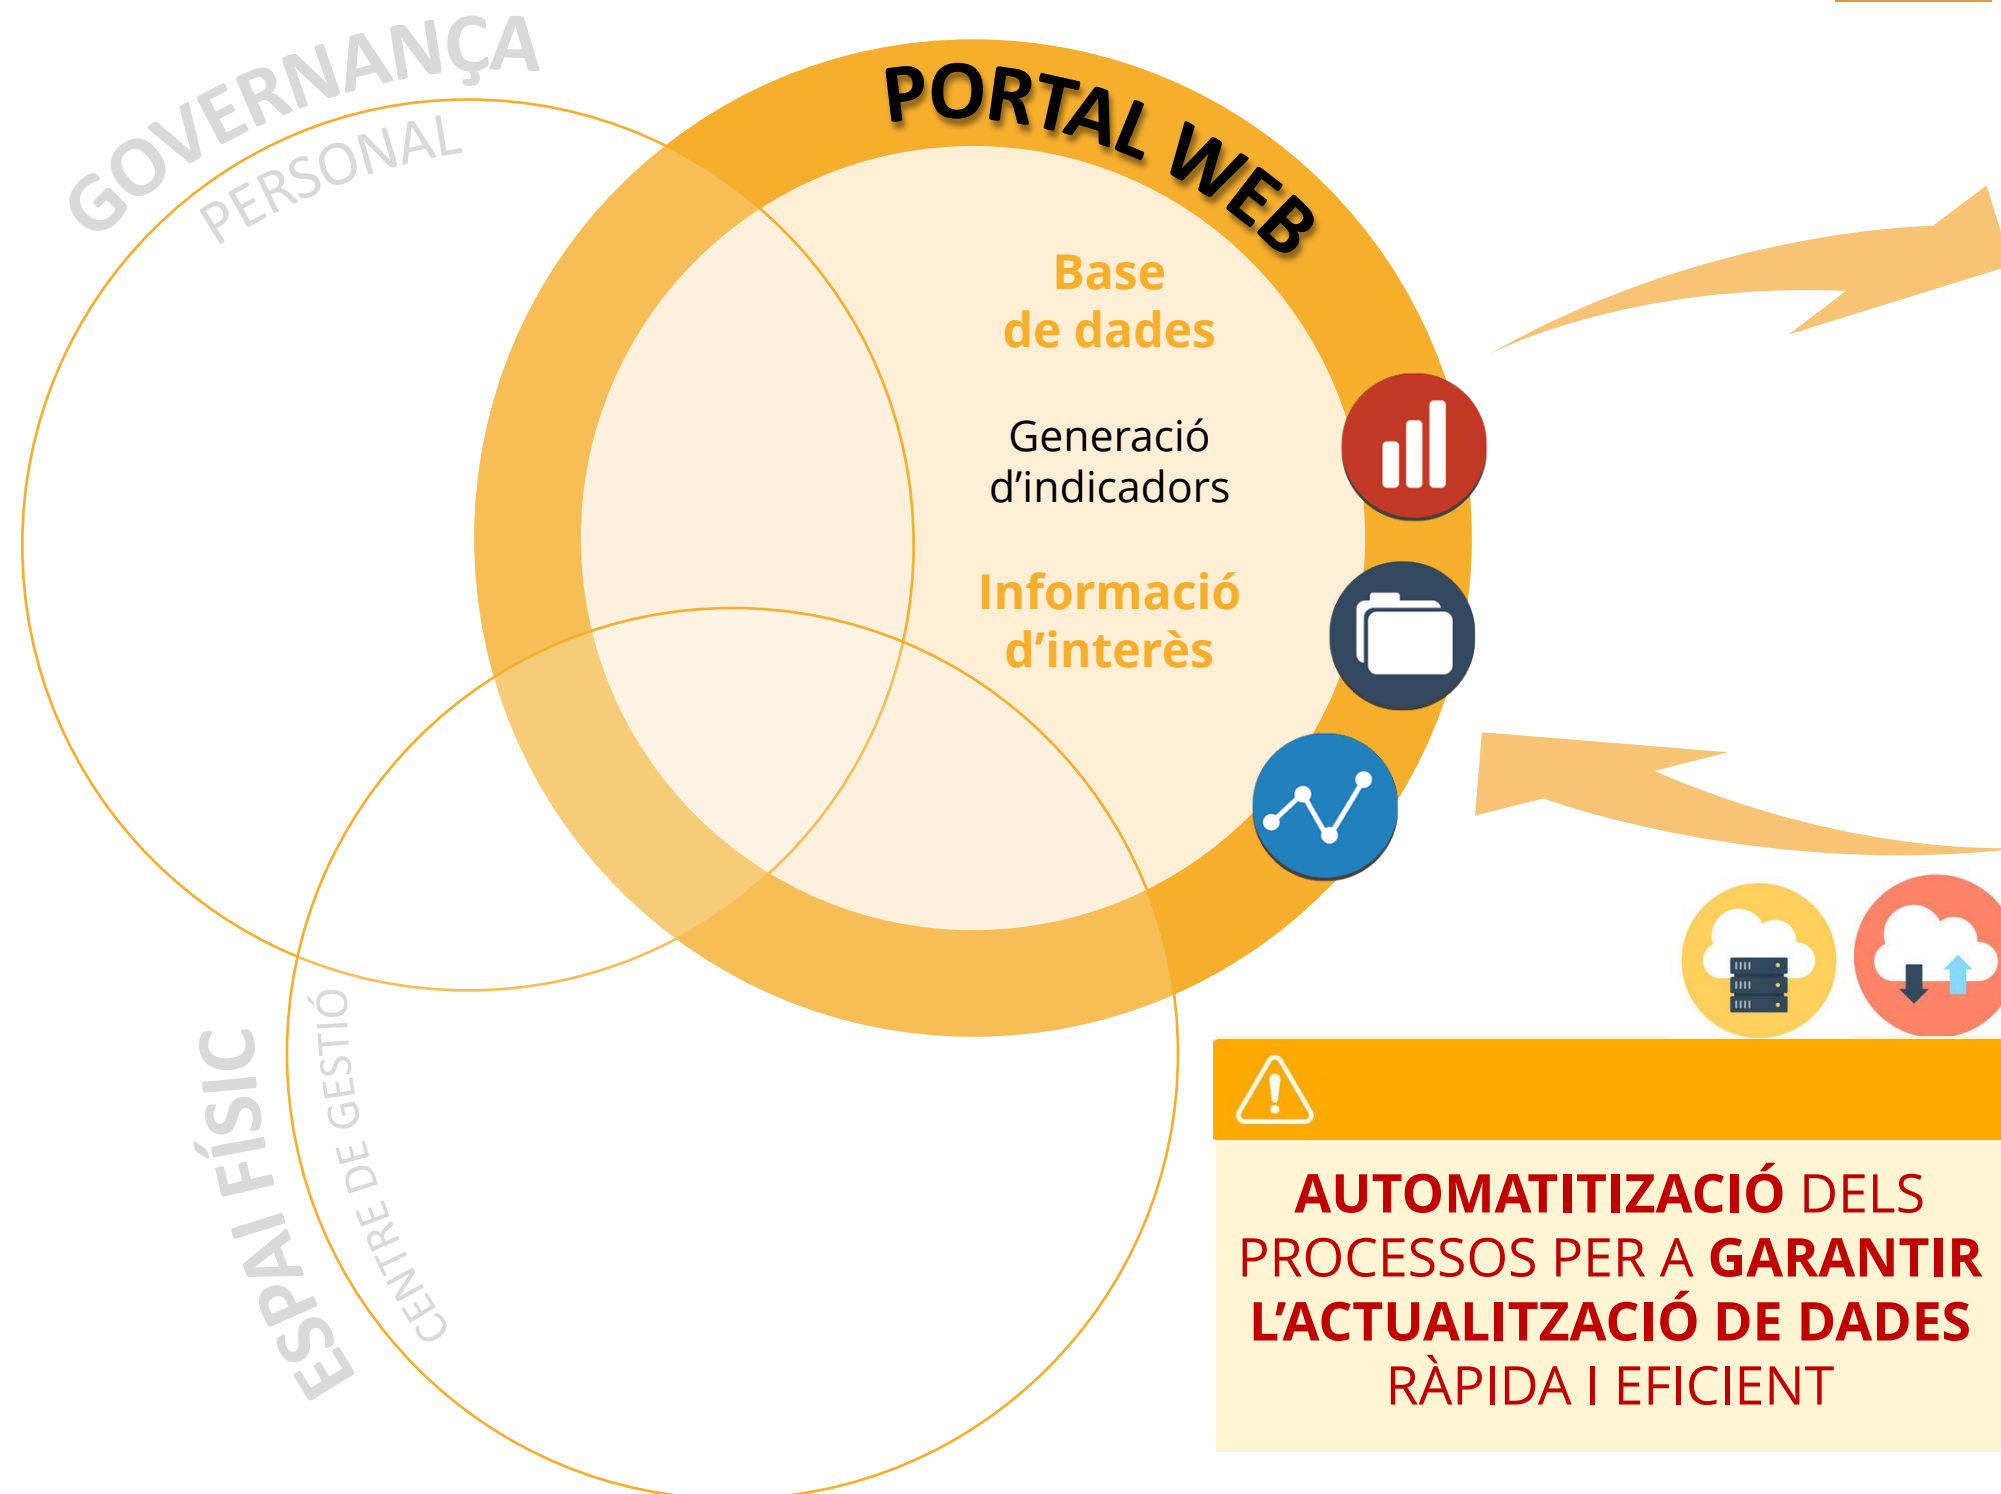 GOVERNANÇA
PERSONAL
PORTAL WEB
Base
de dades
Generació
d’indicadors
Informació
d’interès
ESPAI FÍSIC
CENTRE DE GESTIÓ
AUTOMATITIZACIÓ DELS
PROCESSOS PER A GARANTIR
L’ACTUALITZACIÓ DE DADES
RÀPIDA I EFICIENT